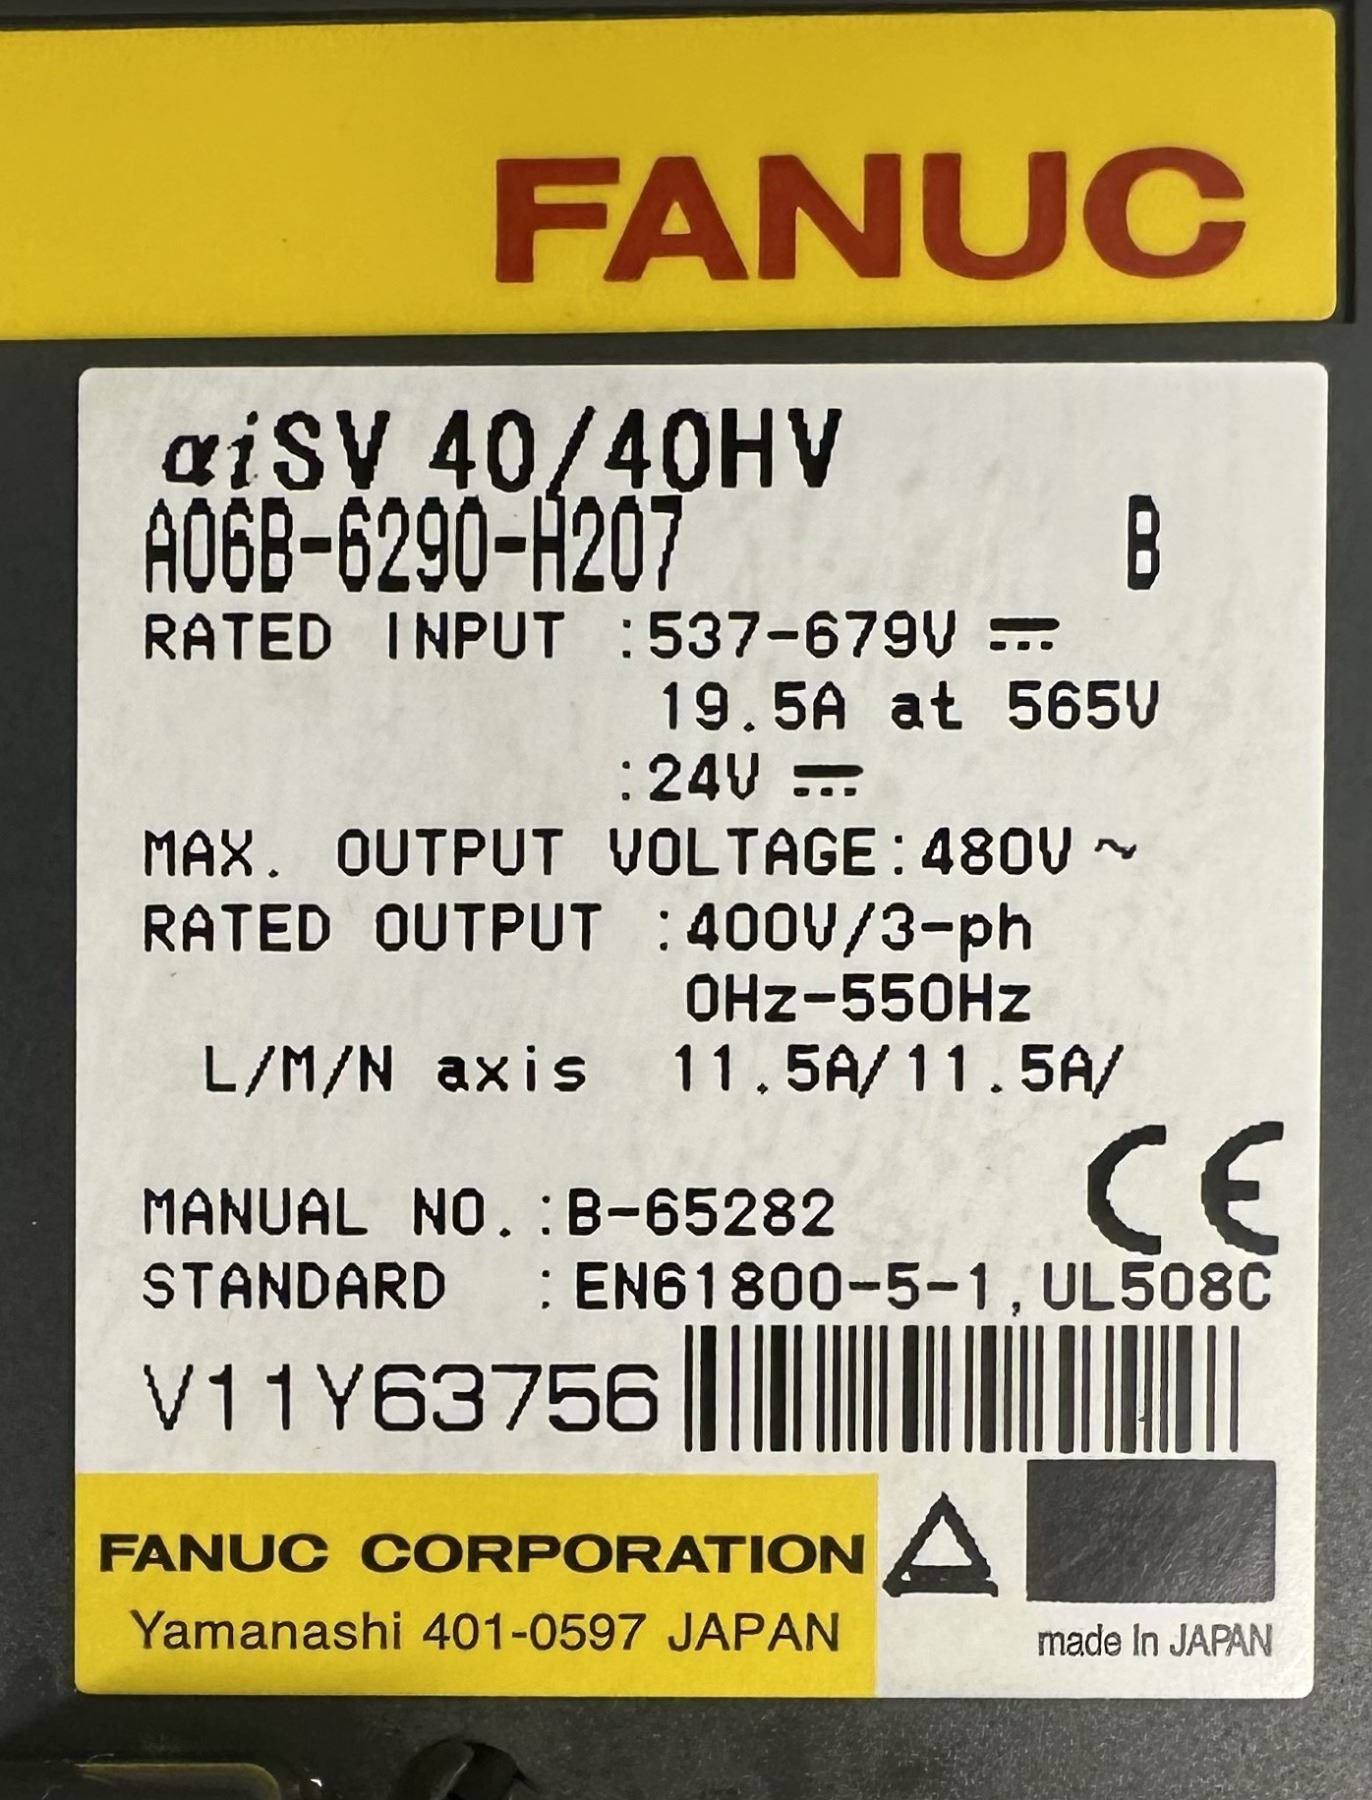 FANUC
αiSV 40/40HV
A06B-6290-H207 B
RATED INPUT :537-679V ⎓
19.5A at 565V
:24V ⎓
MAX. OUTPUT VOLTAGE:480V ~
RATED OUTPUT :400V/3-ph
0Hz-550Hz
L/M/N axis 11.5A/11.5A/
CE
MANUAL NO.:B-65282
STANDARD :EN61800-5-1,UL508C
V11Y63756
FANUC CORPORATION
Yamanashi 401-0597 JAPAN
made In JAPAN